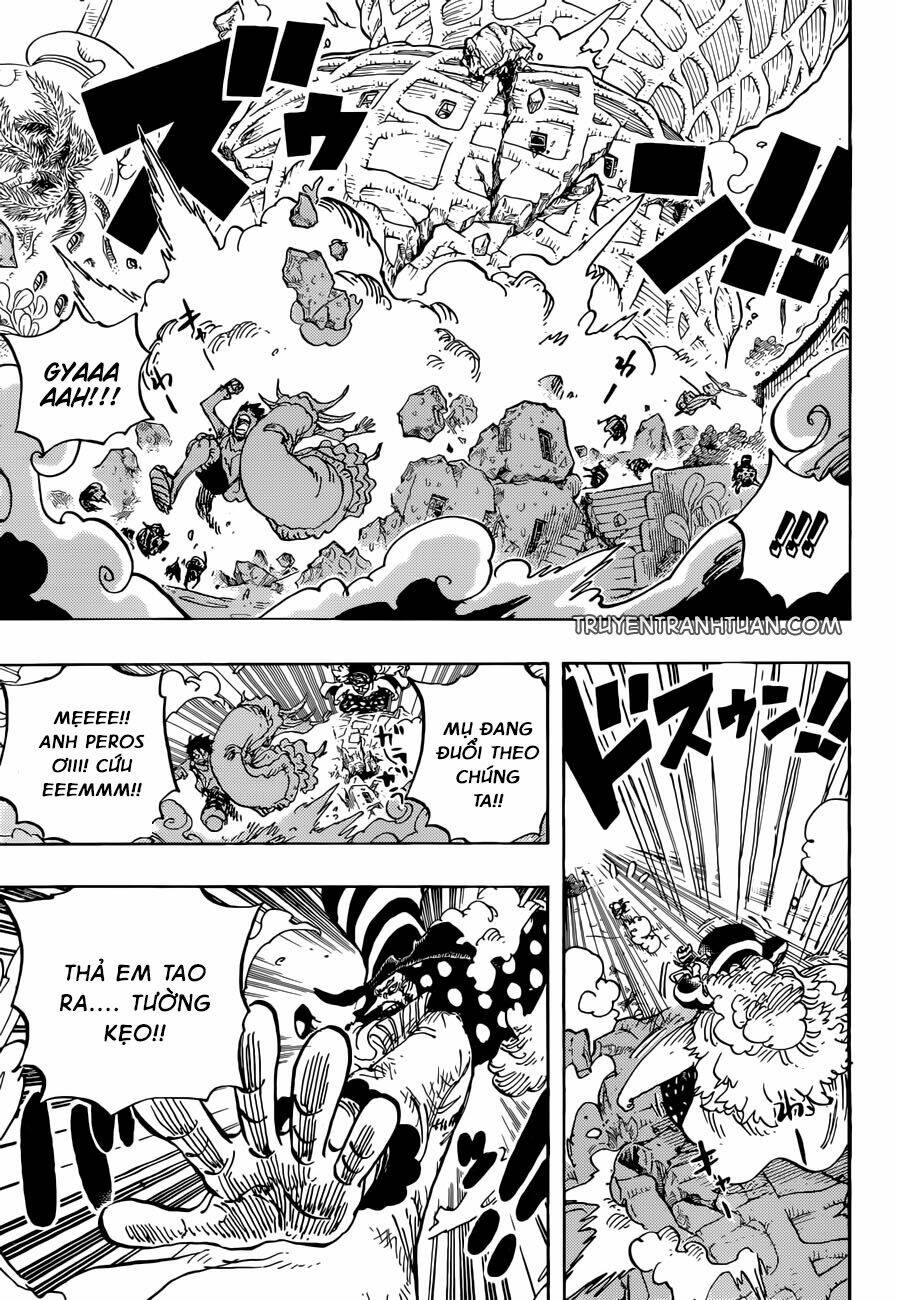 ズゥーン!!
GYAAA
AAH!!!
!!!!
TRUYENTRANHTUAN.COM
ドスゥン!!
MỤ ĐANG
ĐUỔI THEO
CHÚNG
TA!!
MẸEEE!!
ANH PEROS
ƠIII! CỨU
EEEMMM!!
THẢ EM TAO
RA.... TƯỜNG
KẸO!!